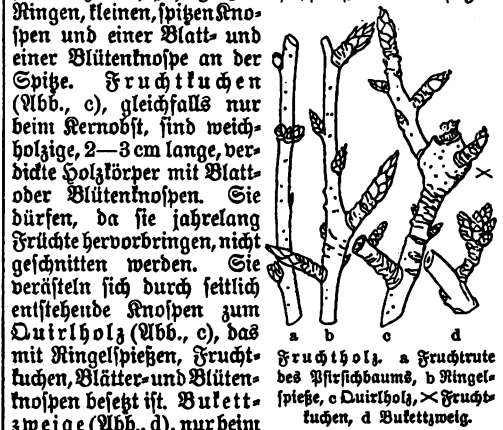 Ringen, kleinen, spitzen Kno-
spen und einer Blatt- und
einer Blütenknospe an der
Spitze. Fruchtkuchen
(Abb., c), gleichfalls nur
beim Kernobst, sind weich-
holzige, 2—3 cm lange, ver-
dickte Holzkörper mit Blatt-
oder Blütenknospen. Sie
dürfen, da sie jahrelang
Früchte hervorbringen, nicht
geschnitten werden. Sie
verästeln sich durch seitlich
entstehende Knospen zum
Quirlholz (Abb., c), das
mit Ringelspießen, Frucht-
kuchen, Blätter- und Blüten-
knospen besetzt ist. Bukett-
zweige (Abb., d), nur beim
×
a b c d
Fruchtholz. a Fruchtrute
des Pfirsichbaums, b Ringel-
spieße, c Quirlholz, × Frucht-
kuchen, d Bukettzweig.